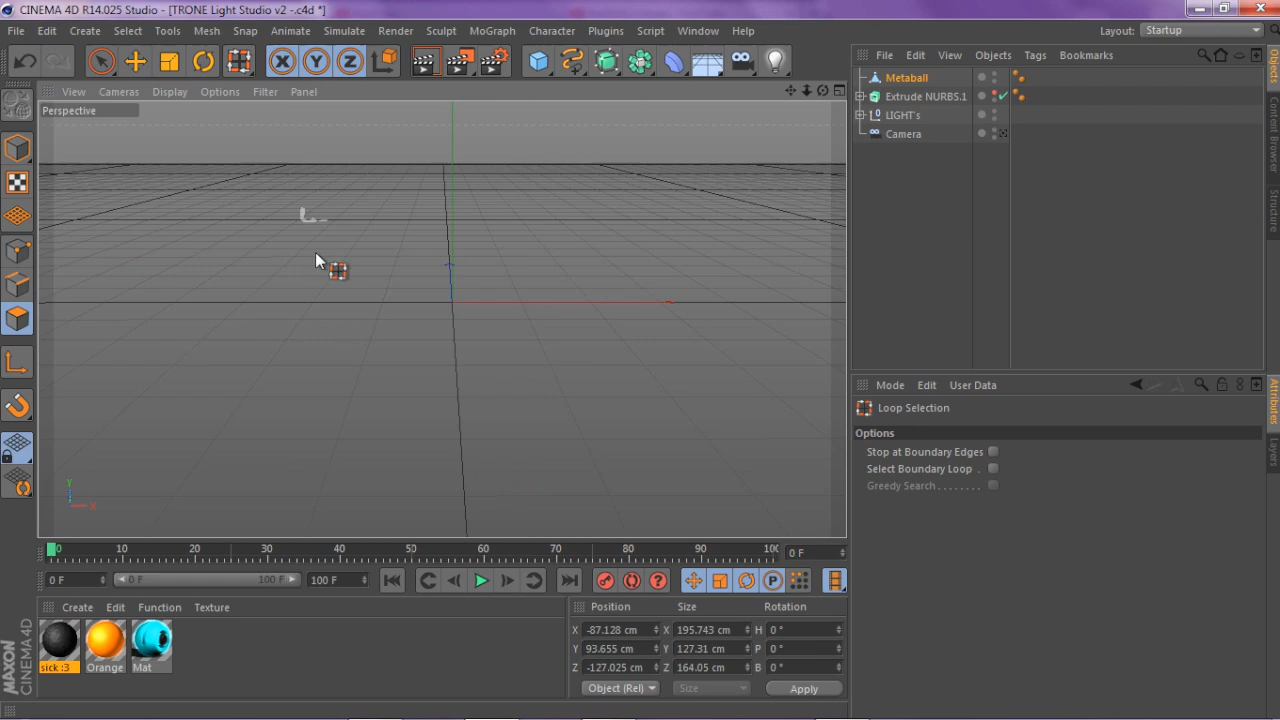 CINEMA 4D R14.025 Studio - [TRONE Light Studio v2 -.c4d *]
File Edit Create Select Tools Mesh Snap Animate Simulate Render Sculpt MoGraph Character Plugins Script Window Help Layout: Startup
File Edit View Objects Tags Bookmarks
View Cameras Display Options Filter Panel
Perspective
Metaball
Extrude NURBS.1
LIGHT's
Camera
Objects
Content Browser
Structure
Mode Edit User Data
Loop Selection
Options
Stop at Boundary Edges
Select Boundary Loop .
Greedy Search . . . . . . . .
Attributes
Layers
Y
X
0 10 20 30 40 50 60 70 80 90 100 0 F
0 F 0 F 100 F 100 F
Create Edit Function Texture
sick :3 Orange Mat
Position Size Rotation
X -87.128 cm X 195.743 cm H 0 °
Y 93.655 cm Y 127.31 cm P 0 °
Z -127.025 cm Z 164.05 cm B 0 °
Object (Rel) Size Apply
MAXON CINEMA 4D